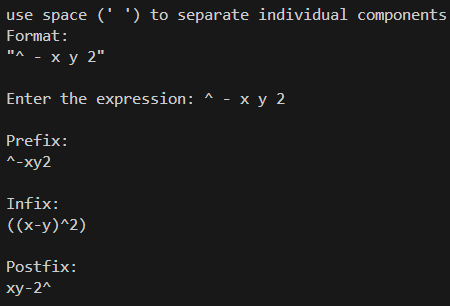 use space (' ') to separate individual components
Format:
"^ - x y 2"
Enter the expression: ^ - x y 2
Prefix:
^-xy2
Infix:
((x-y)^2)
Postfix:
xy-2^